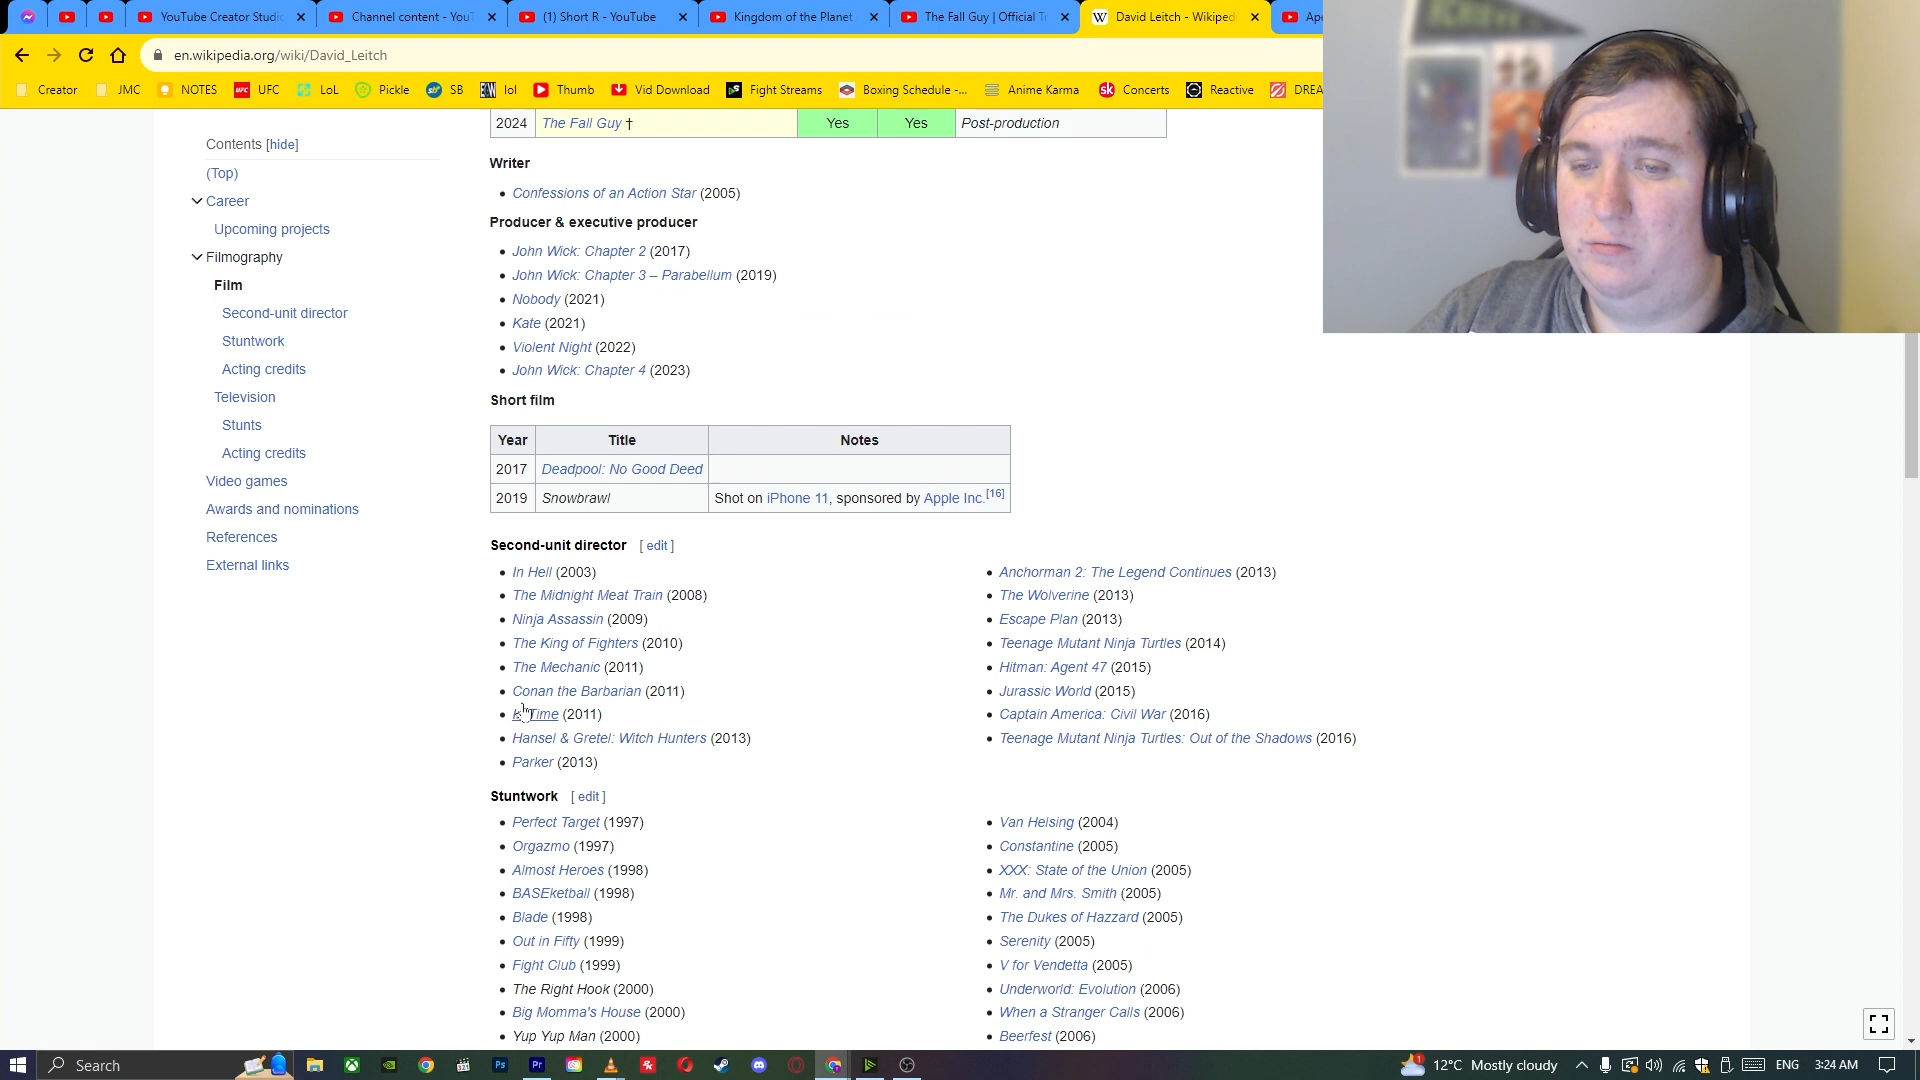 YouTube Creator Studio
Channel content - YouT
(1) Short R - YouTube
Kingdom of the Planet
The Fall Guy | Official Tr
David Leitch - Wikiped
Ape
en.wikipedia.org/wiki/David_Leitch
Creator JMC NOTES UFC LoL Pickle SB lol Thumb Vid Download Fight Streams Boxing Schedule -... Anime Karma Concerts Reactive DREA
ACHIEVE
Contents [hide]
(Top)
Career
Upcoming projects
Filmography
Film
Second-unit director
Stuntwork
Acting credits
Television
Stunts
Acting credits
Video games
Awards and nominations
References
External links
2024 The Fall Guy † Yes Yes Post-production
Writer
Confessions of an Action Star (2005)
Producer & executive producer
John Wick: Chapter 2 (2017)
John Wick: Chapter 3 – Parabellum (2019)
Nobody (2021)
Kate (2021)
Violent Night (2022)
John Wick: Chapter 4 (2023)
Short film
Year Title Notes
2017 Deadpool: No Good Deed
2019 Snowbrawl Shot on iPhone 11, sponsored by Apple Inc.[16]
Second-unit director [ edit ]
In Hell (2003)
The Midnight Meat Train (2008)
Ninja Assassin (2009)
The King of Fighters (2010)
The Mechanic (2011)
Conan the Barbarian (2011)
Time (2011)
Hansel & Gretel: Witch Hunters (2013)
Parker (2013)
Anchorman 2: The Legend Continues (2013)
The Wolverine (2013)
Escape Plan (2013)
Teenage Mutant Ninja Turtles (2014)
Hitman: Agent 47 (2015)
Jurassic World (2015)
Captain America: Civil War (2016)
Teenage Mutant Ninja Turtles: Out of the Shadows (2016)
Stuntwork [ edit ]
Perfect Target (1997)
Orgazmo (1997)
Almost Heroes (1998)
BASEketball (1998)
Blade (1998)
Out in Fifty (1999)
Fight Club (1999)
The Right Hook (2000)
Big Momma's House (2000)
Yup Yup Man (2000)
Van Helsing (2004)
Constantine (2005)
XXX: State of the Union (2005)
Mr. and Mrs. Smith (2005)
The Dukes of Hazzard (2005)
Serenity (2005)
V for Vendetta (2005)
Underworld: Evolution (2006)
When a Stranger Calls (2006)
Beerfest (2006)
Search
12°C Mostly cloudy ENG 3:24 AM